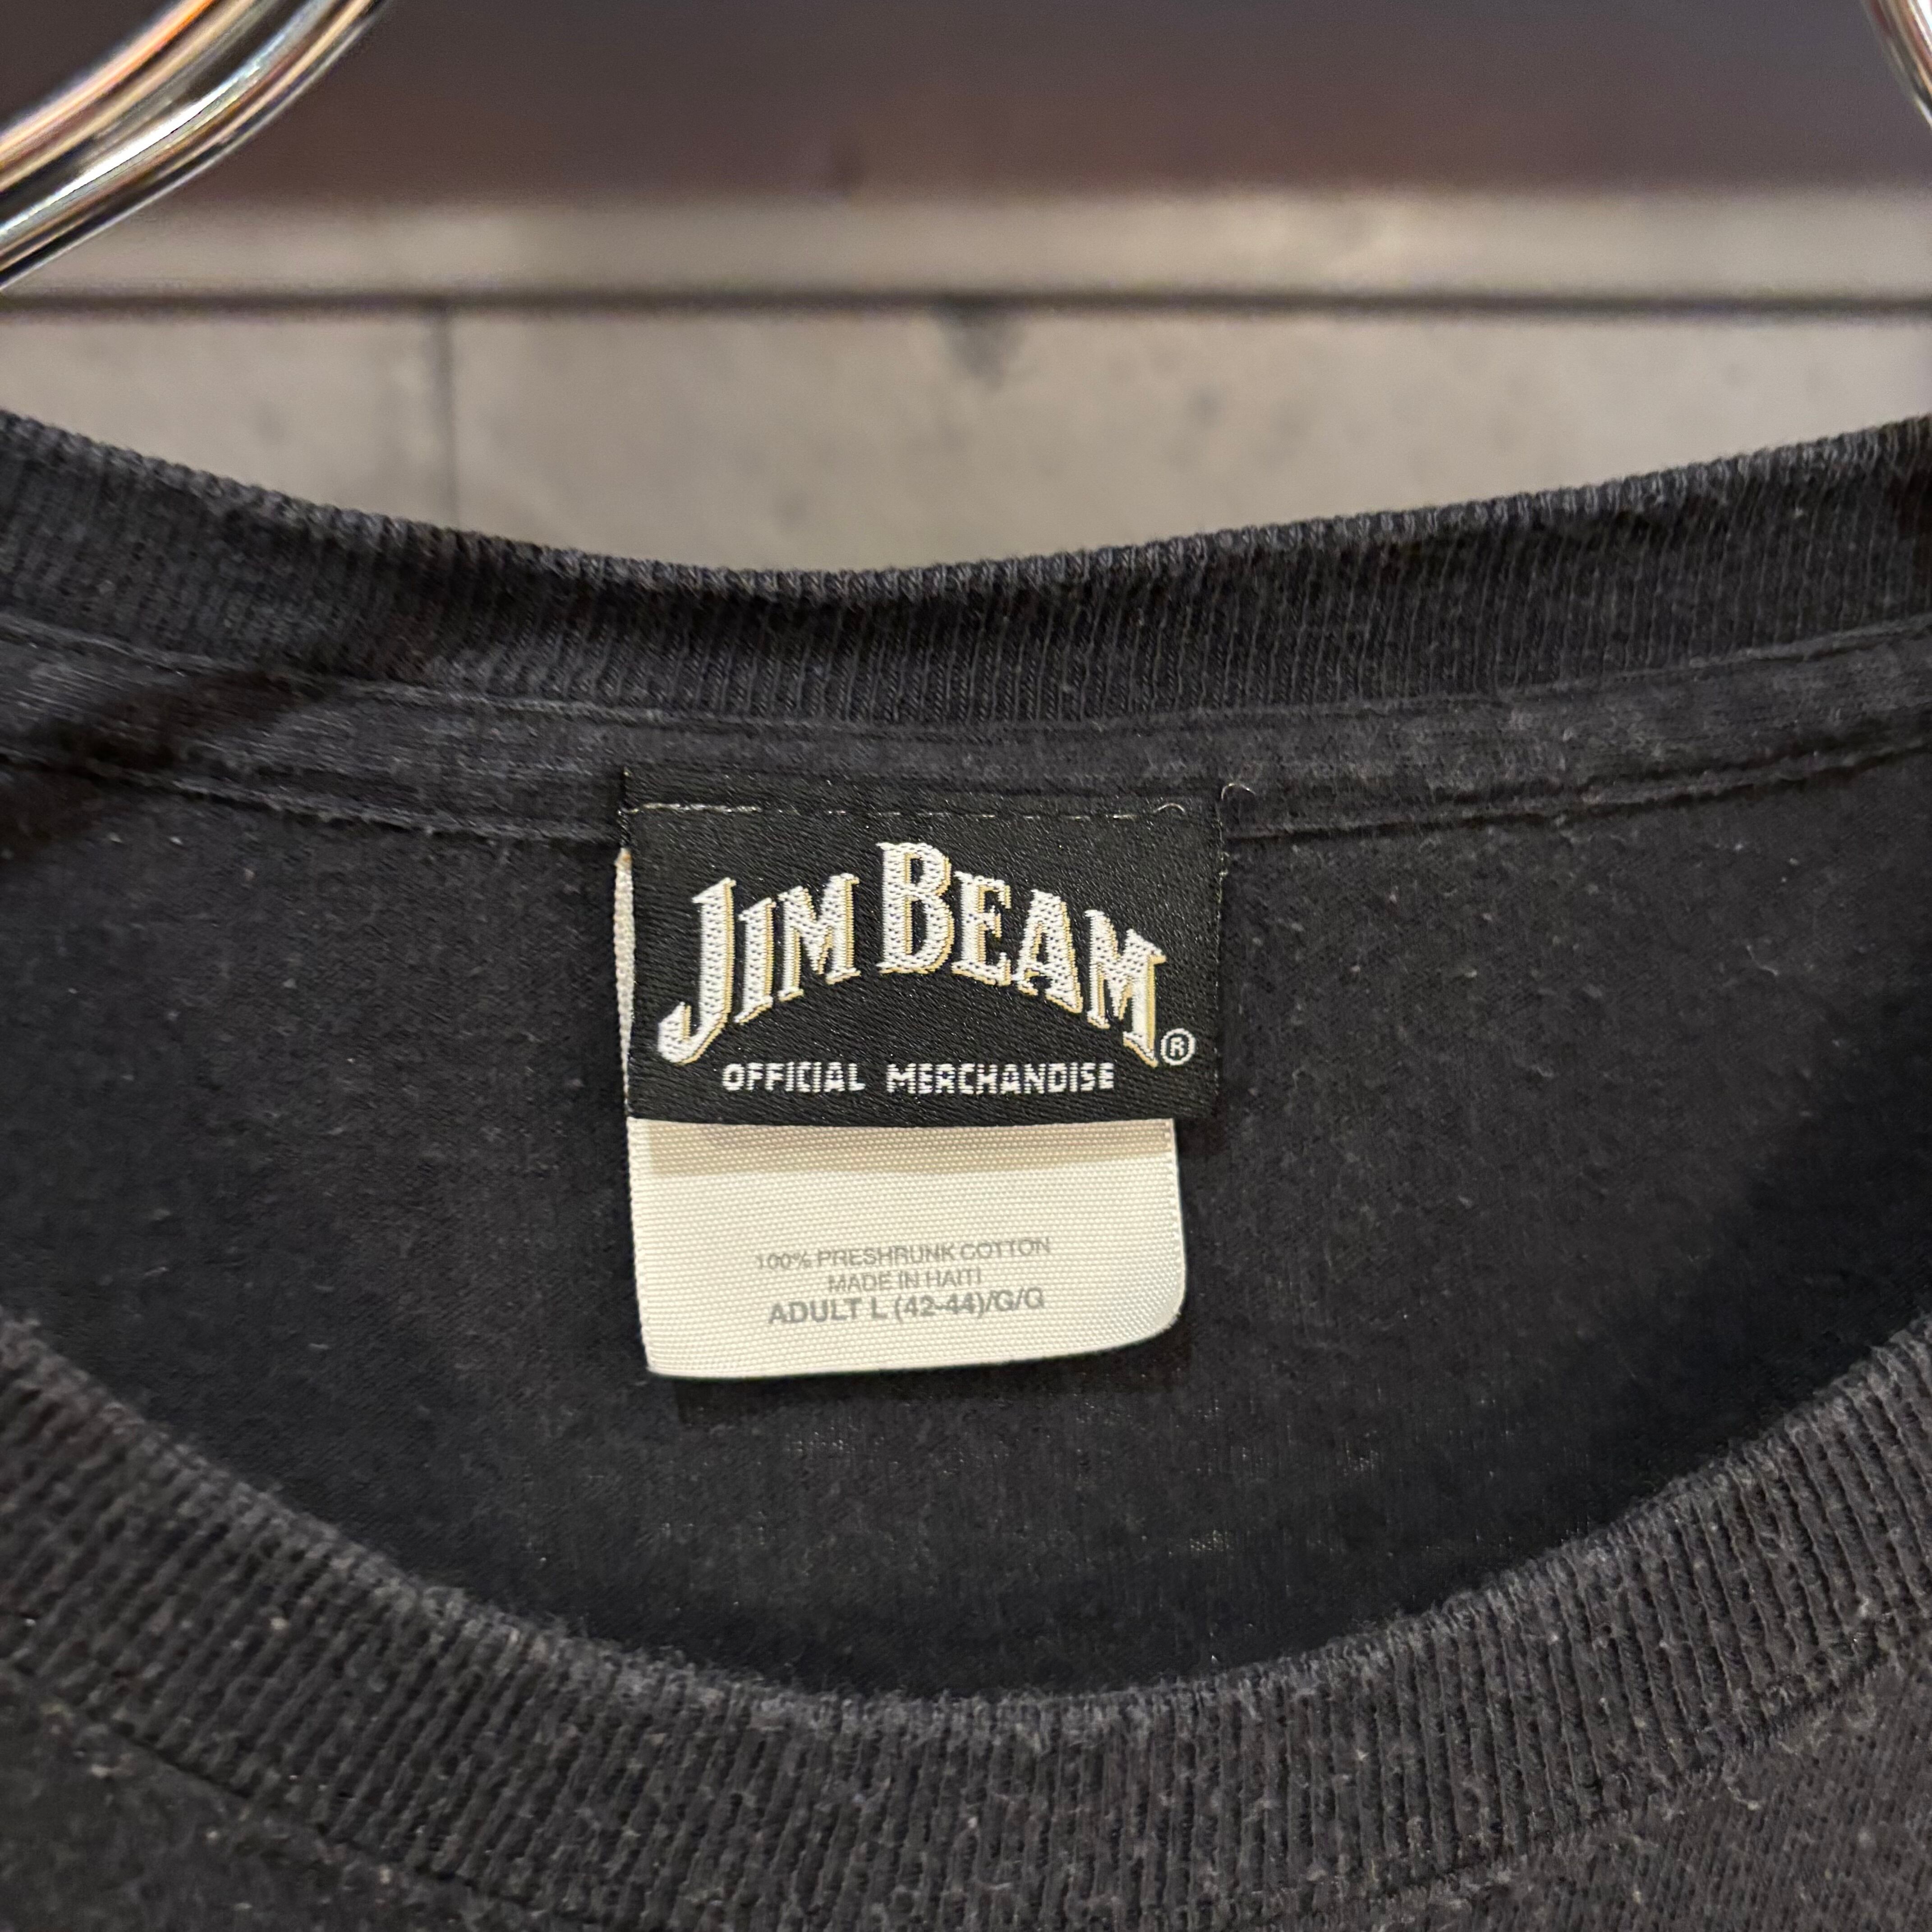 JIM BEAM®
OFFICIAL MERCHANDISE
100% PRESHRUNK COTTON
MADE IN HAITI
ADULT L (42-44)/G/G